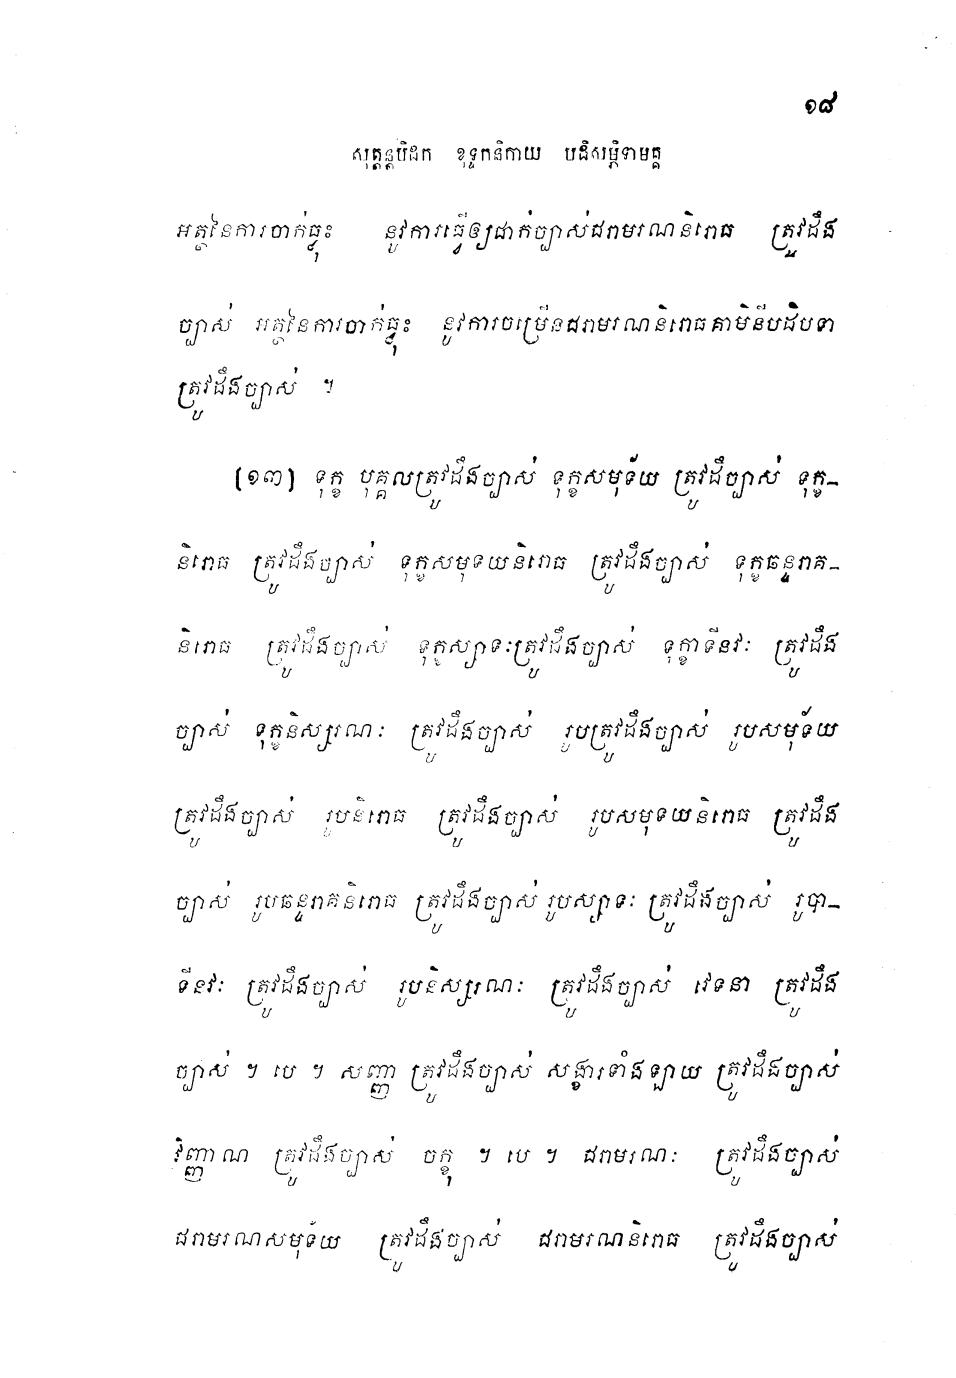 ១៨
សុត្តន្តបិដក ខុទ្ទកនិកាយ បដិសម្ភិទាមគ្គ
អត្ថនៃការចាក់ធ្លុះ នូវការធ្វើឲ្យជាក់ច្បាស់ជរាមរណនិរោធ ត្រូវដឹង
ច្បាស់ អត្ថនៃការចាក់ធ្លុះ នូវការចម្រើនជរាមរណនិរោធគាមិនីបដិបទា
ត្រូវដឹងច្បាស់ ។
(១៣) ទុក្ខ បុគ្គលត្រូវដឹងច្បាស់ ទុក្ខសមុទ័យ ត្រូវដឹច្បាស់ ទុក្ខ-
និរោធ ត្រូវដឹងច្បាស់ ទុក្ខសមុទយនិរោធ ត្រូវដឹងច្បាស់ ទុក្ខឆន្ទរាគ-
និរោធ ត្រូវដឹងច្បាស់ ទុក្ខស្សាទៈត្រូវដឹងច្បាស់ ទុក្ខាទីនវៈ ត្រូវដឹង
ច្បាស់ ទុក្ខនិស្សរណៈ ត្រូវដឹងច្បាស់ រូបត្រូវដឹងច្បាស់ រូបសមុទ័យ
ត្រូវដឹងច្បាស់ រូបនិរោធ ត្រូវដឹងច្បាស់ រូបសមុទយនិរោធ ត្រូវដឹង
ច្បាស់ រូបឆន្ទរាគនិរោធ ត្រូវដឹងច្បាស់ រូបស្សាទៈ ត្រូវដឹងច្បាស់ រូបា-
ទីនវៈ ត្រូវដឹងច្បាស់ រូបនិស្សរណៈ ត្រូវដឹងច្បាស់ វេទនា ត្រូវដឹង
ច្បាស់ ។ បេ ។ សញ្ញា ត្រូវដឹងច្បាស់ សង្ខារទាំងឡាយ ត្រូវដឹងច្បាស់
វិញ្ញាណ ត្រូវដឹងច្បាស់ ចក្ខុ ។ បេ ។ ជរាមរណៈ ត្រូវដឹងច្បាស់
ជរាមរណសមុទ័យ ត្រូវដឹងច្បាស់ ជរាមរណនិរោធ ត្រូវដឹងច្បាស់